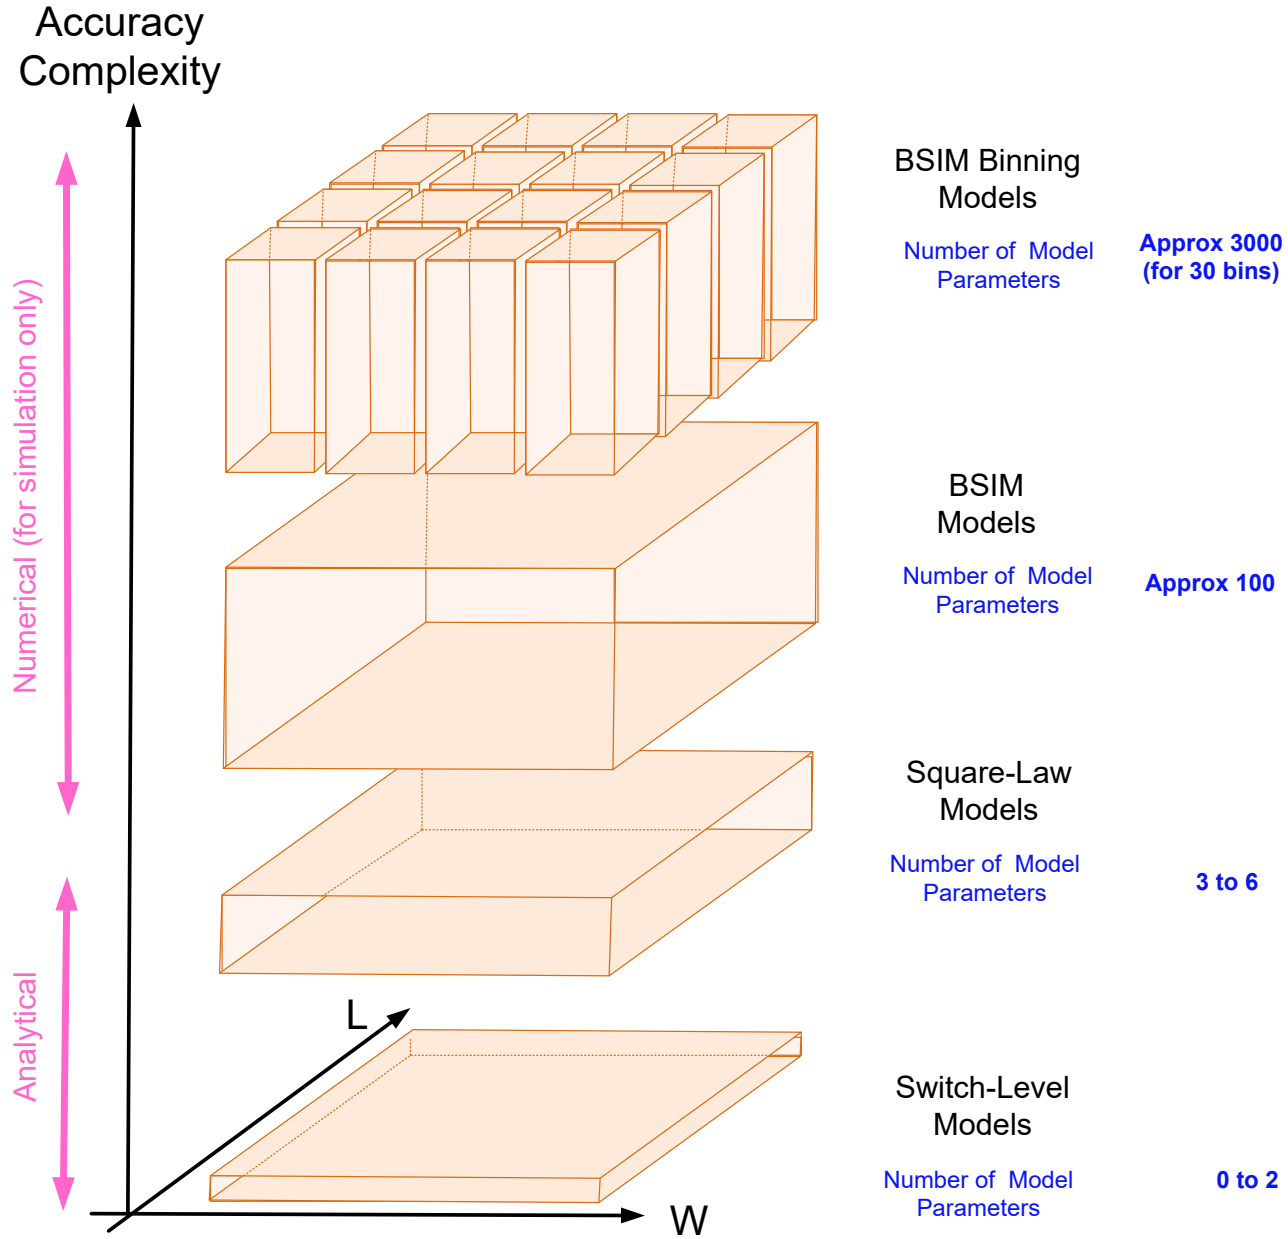 Accuracy
Complexity
Numerical (for simulation only)
Analytical
BSIM Binning
Models
Number of Model
Parameters
Approx 3000
(for 30 bins)
BSIM
Models
Number of Model
Parameters
Approx 100
Square-Law
Models
Number of Model
Parameters
3 to 6
L
Switch-Level
Models
Number of Model
Parameters
0 to 2
W